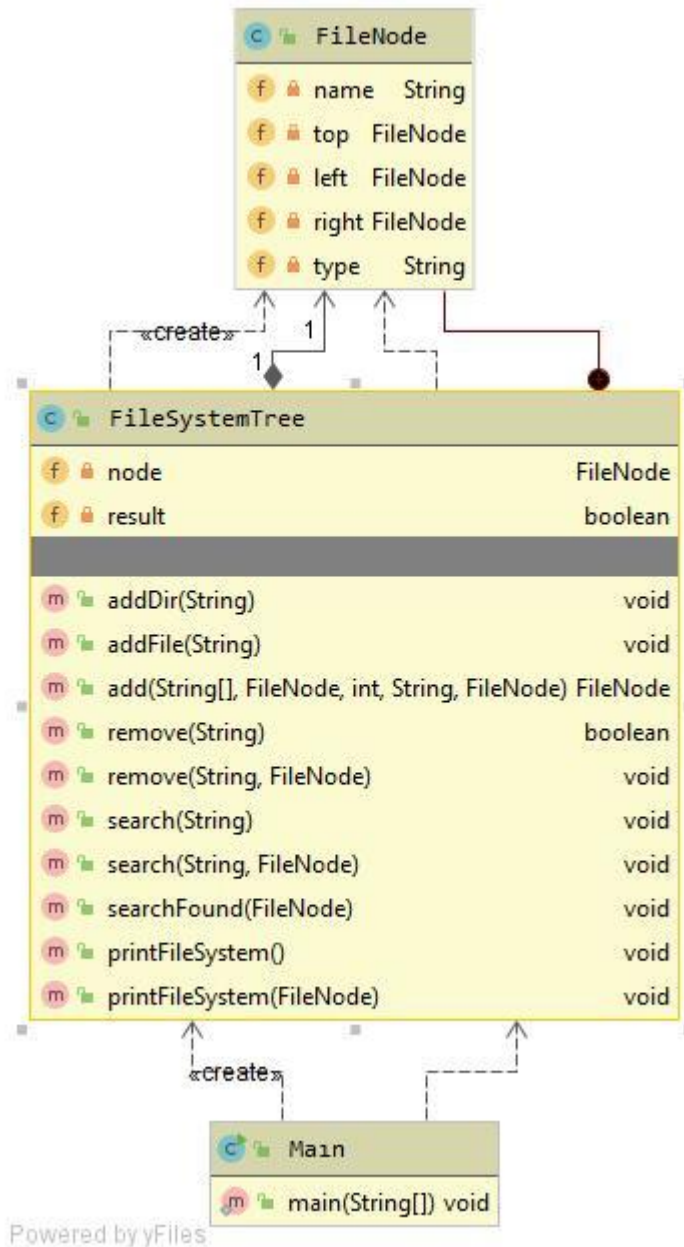 FileNode
name String
top FileNode
left FileNode
right FileNode
type String
«create»
1
1
FileSystemTree
node FileNode
result boolean
addDir(String) void
addFile(String) void
add(String[], FileNode, int, String, FileNode) FileNode
remove(String) boolean
remove(String, FileNode) void
search(String) void
search(String, FileNode) void
searchFound(FileNode) void
printFileSystem() void
printFileSystem(FileNode) void
«create»
Main
main(String[]) void
Powered by yFiles